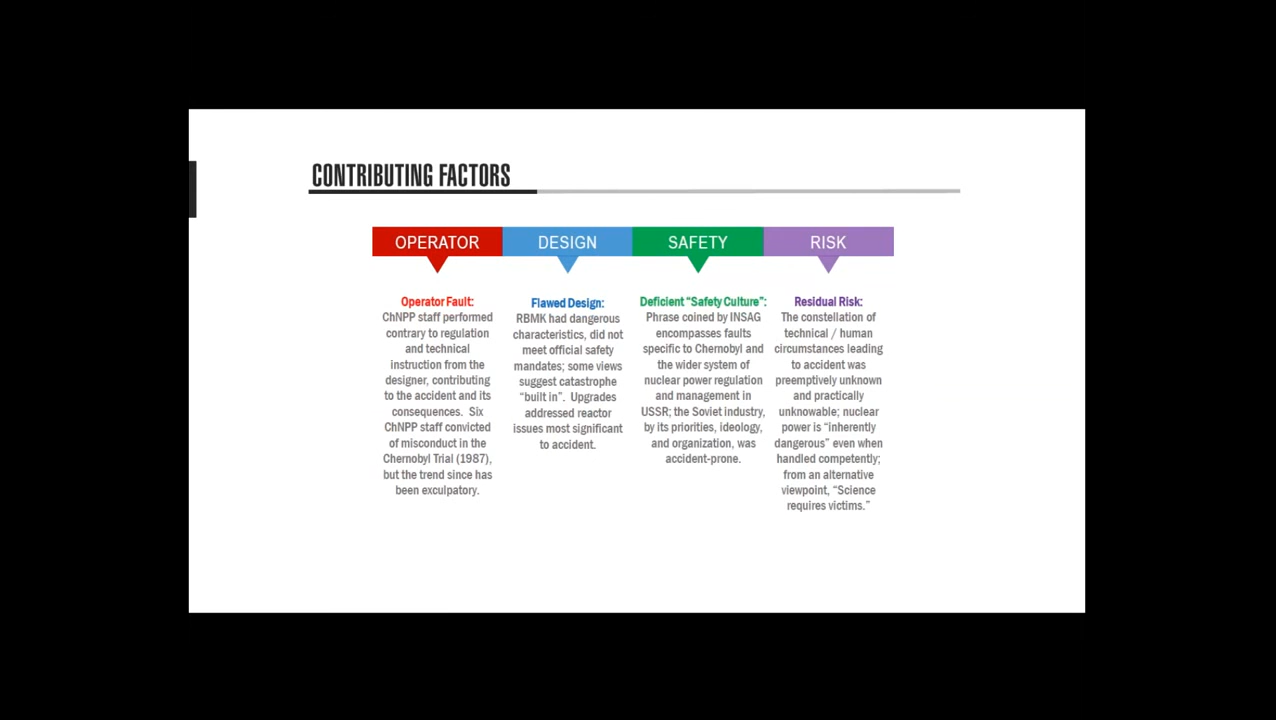 CONTRIBUTING FACTORS
OPERATOR
DESIGN
SAFETY
RISK
Operator Fault:
ChNPP staff performed
contrary to regulation
and technical
instruction from the
designer, contributing
to the accident and its
consequences. Six
ChNPP staff convicted
of misconduct in the
Chernobyl Trial (1987),
but the trend since has
been exculpatory.
Flawed Design:
RBMK had dangerous
characteristics, did not
meet official safety
mandates; some views
suggest catastrophe
“built in”. Upgrades
addressed reactor
issues most significant
to accident.
Deficient “Safety Culture”:
Phrase coined by INSAG
encompasses faults
specific to Chernobyl and
the wider system of
nuclear power regulation
and management in
USSR; the Soviet industry,
by its priorities, ideology,
and organization, was
accident-prone.
Residual Risk:
The constellation of
technical / human
circumstances leading
to accident was
preemptively unknown
and practically
unknowable; nuclear
power is “inherently
dangerous” even when
handled competently;
from an alternative
viewpoint, “Science
requires victims.”